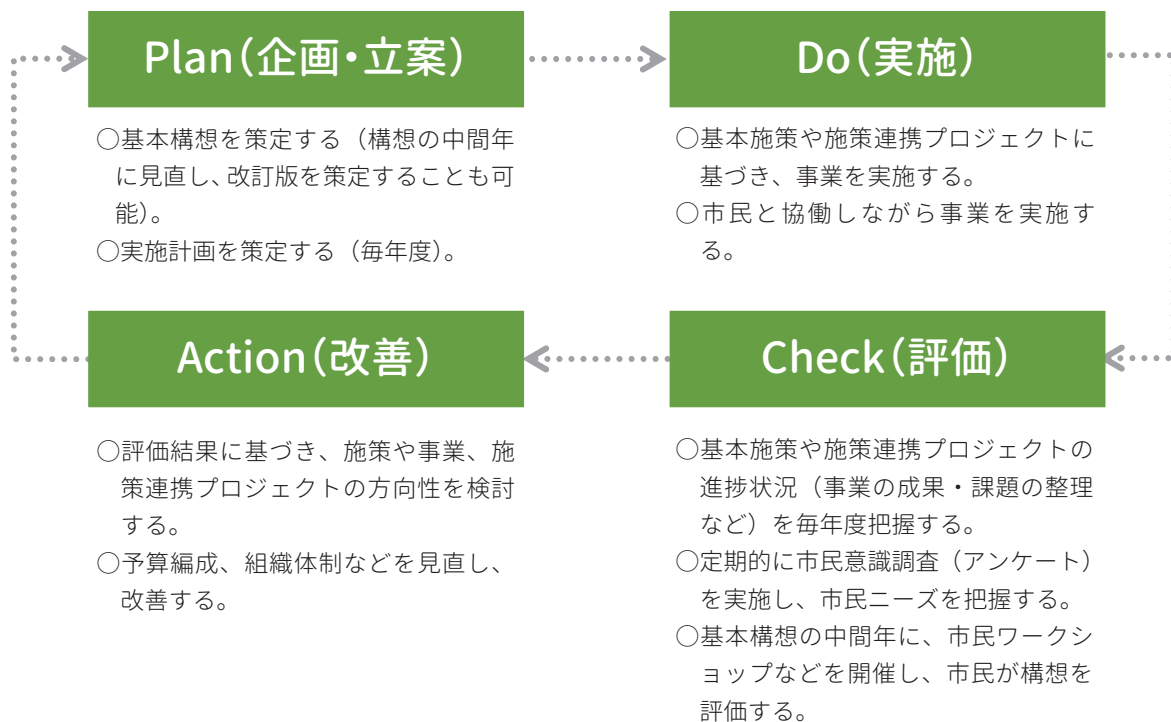 Plan（企画・立案）
○基本構想を策定する（構想の中間年
に見直し、改訂版を策定することも可
能）。
○実施計画を策定する（毎年度）。
Do（実施）
○基本施策や施策連携プロジェクトに
基づき、事業を実施する。
○市民と協働しながら事業を実施す
る。
Action（改善）
○評価結果に基づき、施策や事業、施
策連携プロジェクトの方向性を検討
する。
○予算編成、組織体制などを見直し、
改善する。
Check（評価）
○基本施策や施策連携プロジェクトの
進捗状況（事業の成果・課題の整理
など）を毎年度把握する。
○定期的に市民意識調査（アンケート）
を実施し、市民ニーズを把握する。
○基本構想の中間年に、市民ワークシ
ョップなどを開催し、市民が構想を
評価する。